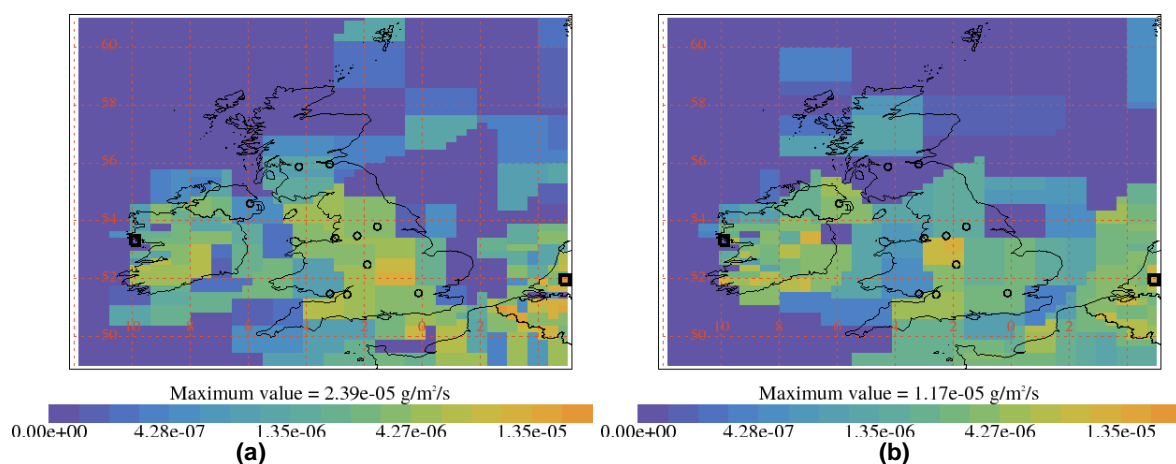 60 60
58 58
56 56
54 54
52 52
50 50
10 8 6 4 2 0 2 10 8 6 4 2 0 2
Maximum value = 2.39e-05 g/m²/s Maximum value = 1.17e-05 g/m²/s
0.00e+00 4.28e-07 1.35e-06 4.27e-06 1.35e-05 0.00e+00 4.28e-07 1.35e-06 4.27e-06 1.35e-05
(a) (b)